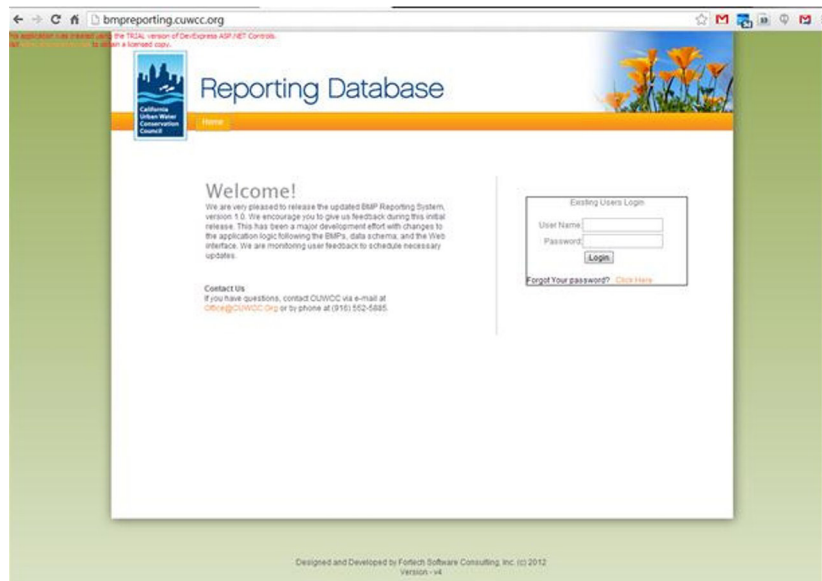 bmpreporting.cuwcc.org
This application was created using the TRIAL version of DevExpress ASP.NET Controls.
to obtain a licensed copy.
California
Urban Water
Conservation
Council
Reporting Database
Home
Welcome!
We are very pleased to release the updated BMP Reporting System,
version 1.0. We encourage you to give us feedback during this initial
release. This has been a major development effort with changes to
the application logic following the BMPs, data schema, and the Web
interface. We are monitoring user feedback to schedule necessary
updates.
Contact Us
If you have questions, contact CUWCC via e-mail at
Office@CUWCC.Org or by phone at (916) 552-5885.
Existing Users Login
User Name:
Password:
Login
Forgot Your password? Click Here
Designed and Developed by Fortech Software Consulting, Inc. (c) 2012
Version - v4